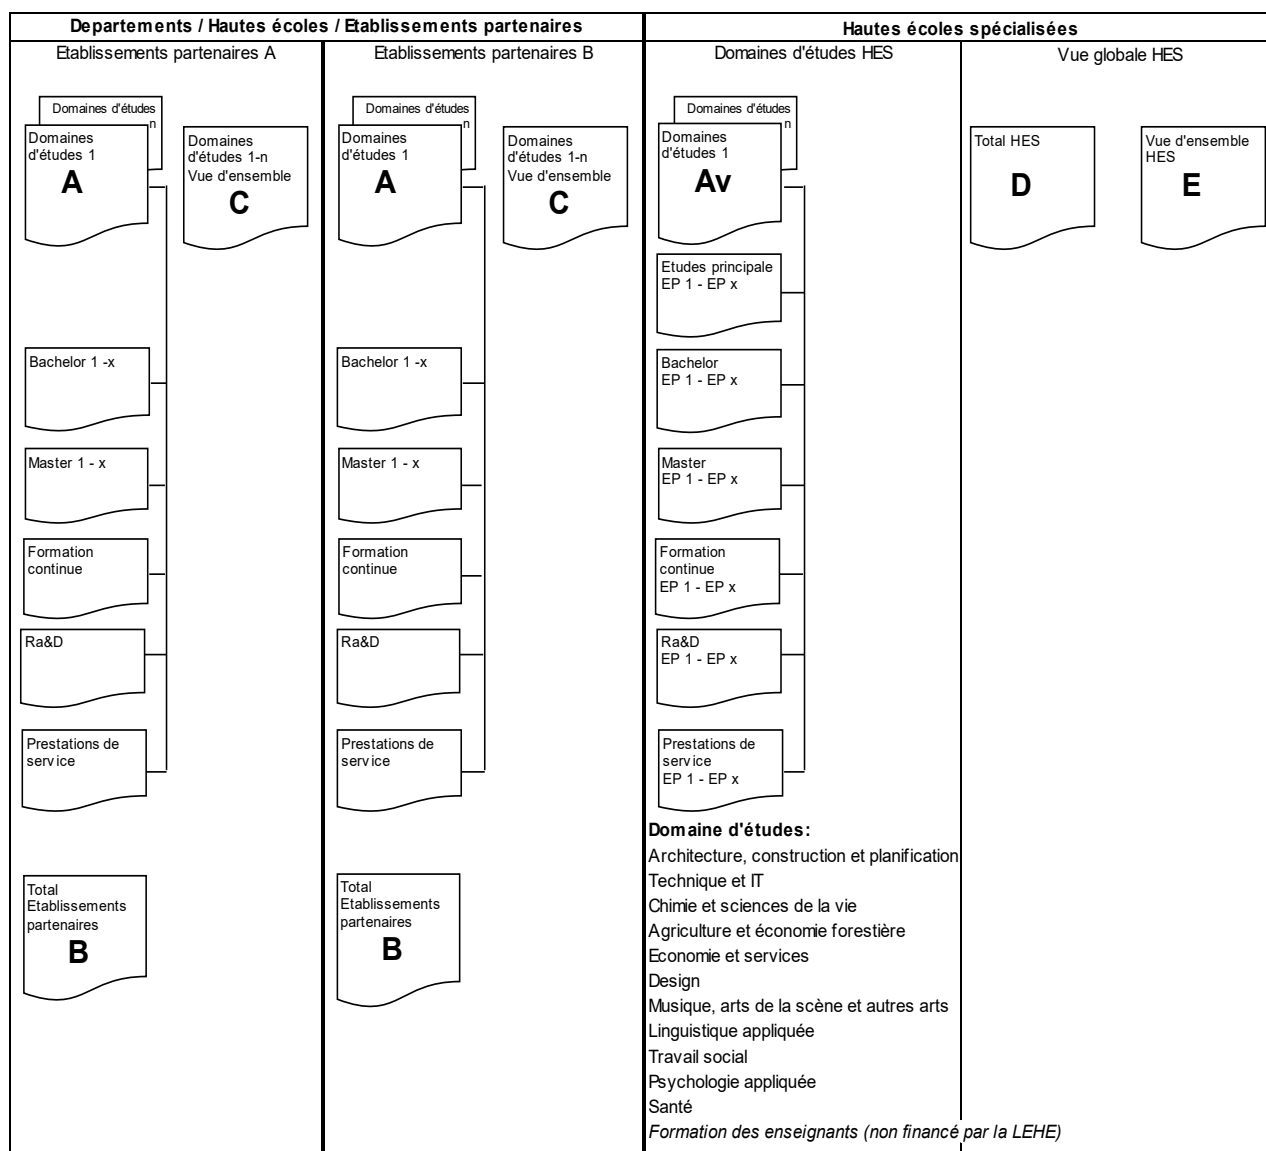 Departements / Hautes écoles / Etablissements partenaires
Hautes écoles spécialisées
Etablissements partenaires A
Etablissements partenaires B
Domaines d'études HES
Vue globale HES
Domaines d'études
n
Domaines
d'études 1
A
Domaines
d'études 1-n
Vue d'ensemble
C
Bachelor 1 -x
Master 1 - x
Formation
continue
Ra&D
Prestations de
service
Total
Etablissements
partenaires
B
Domaines d'études
n
Domaines
d'études 1
A
Domaines
d'études 1-n
Vue d'ensemble
C
Bachelor 1 -x
Master 1 - x
Formation
continue
Ra&D
Prestations de
service
Total
Etablissements
partenaires
B
Domaines d'études
n
Domaines
d'études 1
Av
Etudes principale
EP 1 - EP x
Bachelor
EP 1 - EP x
Master
EP 1 - EP x
Formation
continue
EP 1 - EP x
Ra&D
EP 1 - EP x
Prestations de
service
EP 1 - EP x
Domaine d'études:
Architecture, construction et planification
Technique et IT
Chimie et sciences de la vie
Agriculture et économie forestière
Economie et services
Design
Musique, arts de la scène et autres arts
Linguistique appliquée
Travail social
Psychologie appliquée
Santé
Formation des enseignants (non financé par la LEHE)
Total HES
D
Vue d'ensemble
HES
E